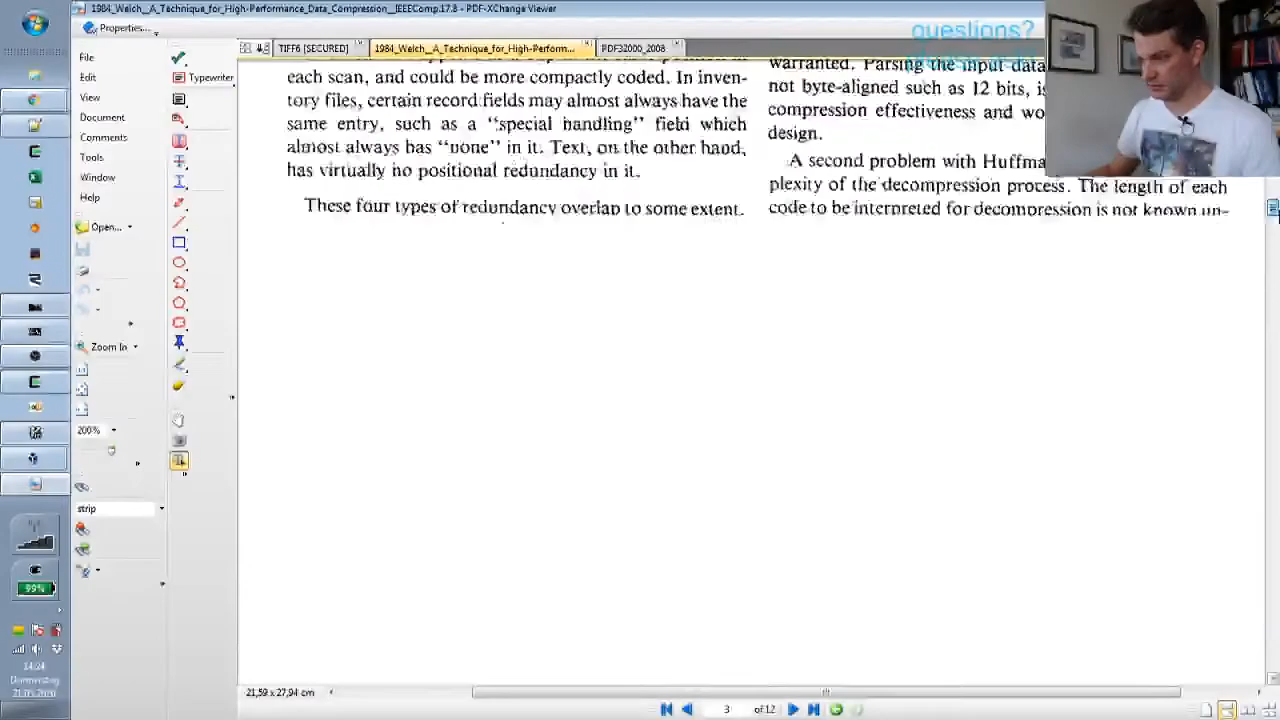 1984_Welch__A_Technique_for_High-Performance_Data_Compression__IEEEComp.17.8 - PDF-XChange Viewer
Properties...
questions?
TIFF6 [SECURED]
1984_Welch__A_Technique_for_High-Perform...
PDF32000_2008
File
Edit
View
Document
Comments
Tools
Window
Help
Open...
Zoom In
200%
strip
Typewriter
each scan, and could be more compactly coded. In inven-
tory files, certain record fields may almost always have the
same entry, such as a "special handling" field which
almost always has "none" in it. Text, on the other hand,
has virtually no positional redundancy in it.
These four types of redundancy overlap to some extent.
warranted. Parsing the input data
not byte-aligned such as 12 bits, is
compression effectiveness and wo
design.
A second problem with Huffma
plexity of the decompression process. The length of each
code to be interpreted for decompression is not known un-
99%
14:24
Donnerstag
21,59 x 27,94 cm
3
of 12